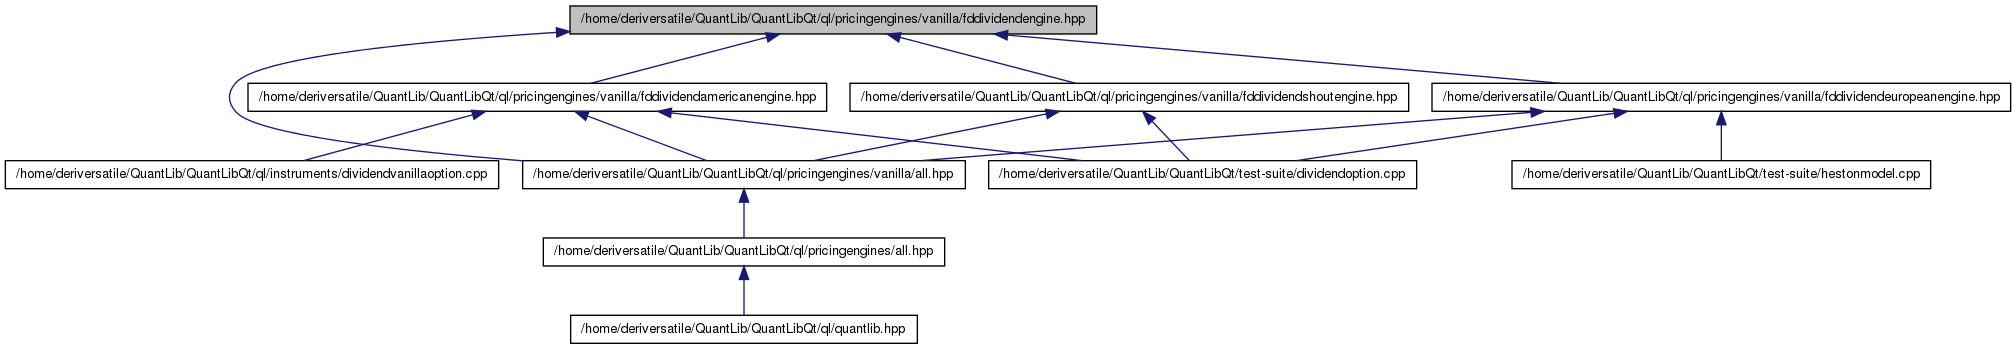 /home/deriversatile/QuantLib/QuantLibQt/ql/pricingengines/vanilla/fddividendengine.hpp
/home/deriversatile/QuantLib/QuantLibQt/ql/pricingengines/vanilla/fddividendamericanengine.hpp
/home/deriversatile/QuantLib/QuantLibQt/ql/pricingengines/vanilla/fddividendshoutengine.hpp
/home/deriversatile/QuantLib/QuantLibQt/ql/pricingengines/vanilla/fddividendeuropeanengine.hpp
/home/deriversatile/QuantLib/QuantLibQt/ql/instruments/dividendvanillaoption.cpp
/home/deriversatile/QuantLib/QuantLibQt/ql/pricingengines/vanilla/all.hpp
/home/deriversatile/QuantLib/QuantLibQt/test-suite/dividendoption.cpp
/home/deriversatile/QuantLib/QuantLibQt/test-suite/hestonmodel.cpp
/home/deriversatile/QuantLib/QuantLibQt/ql/pricingengines/all.hpp
/home/deriversatile/QuantLib/QuantLibQt/ql/quantlib.hpp